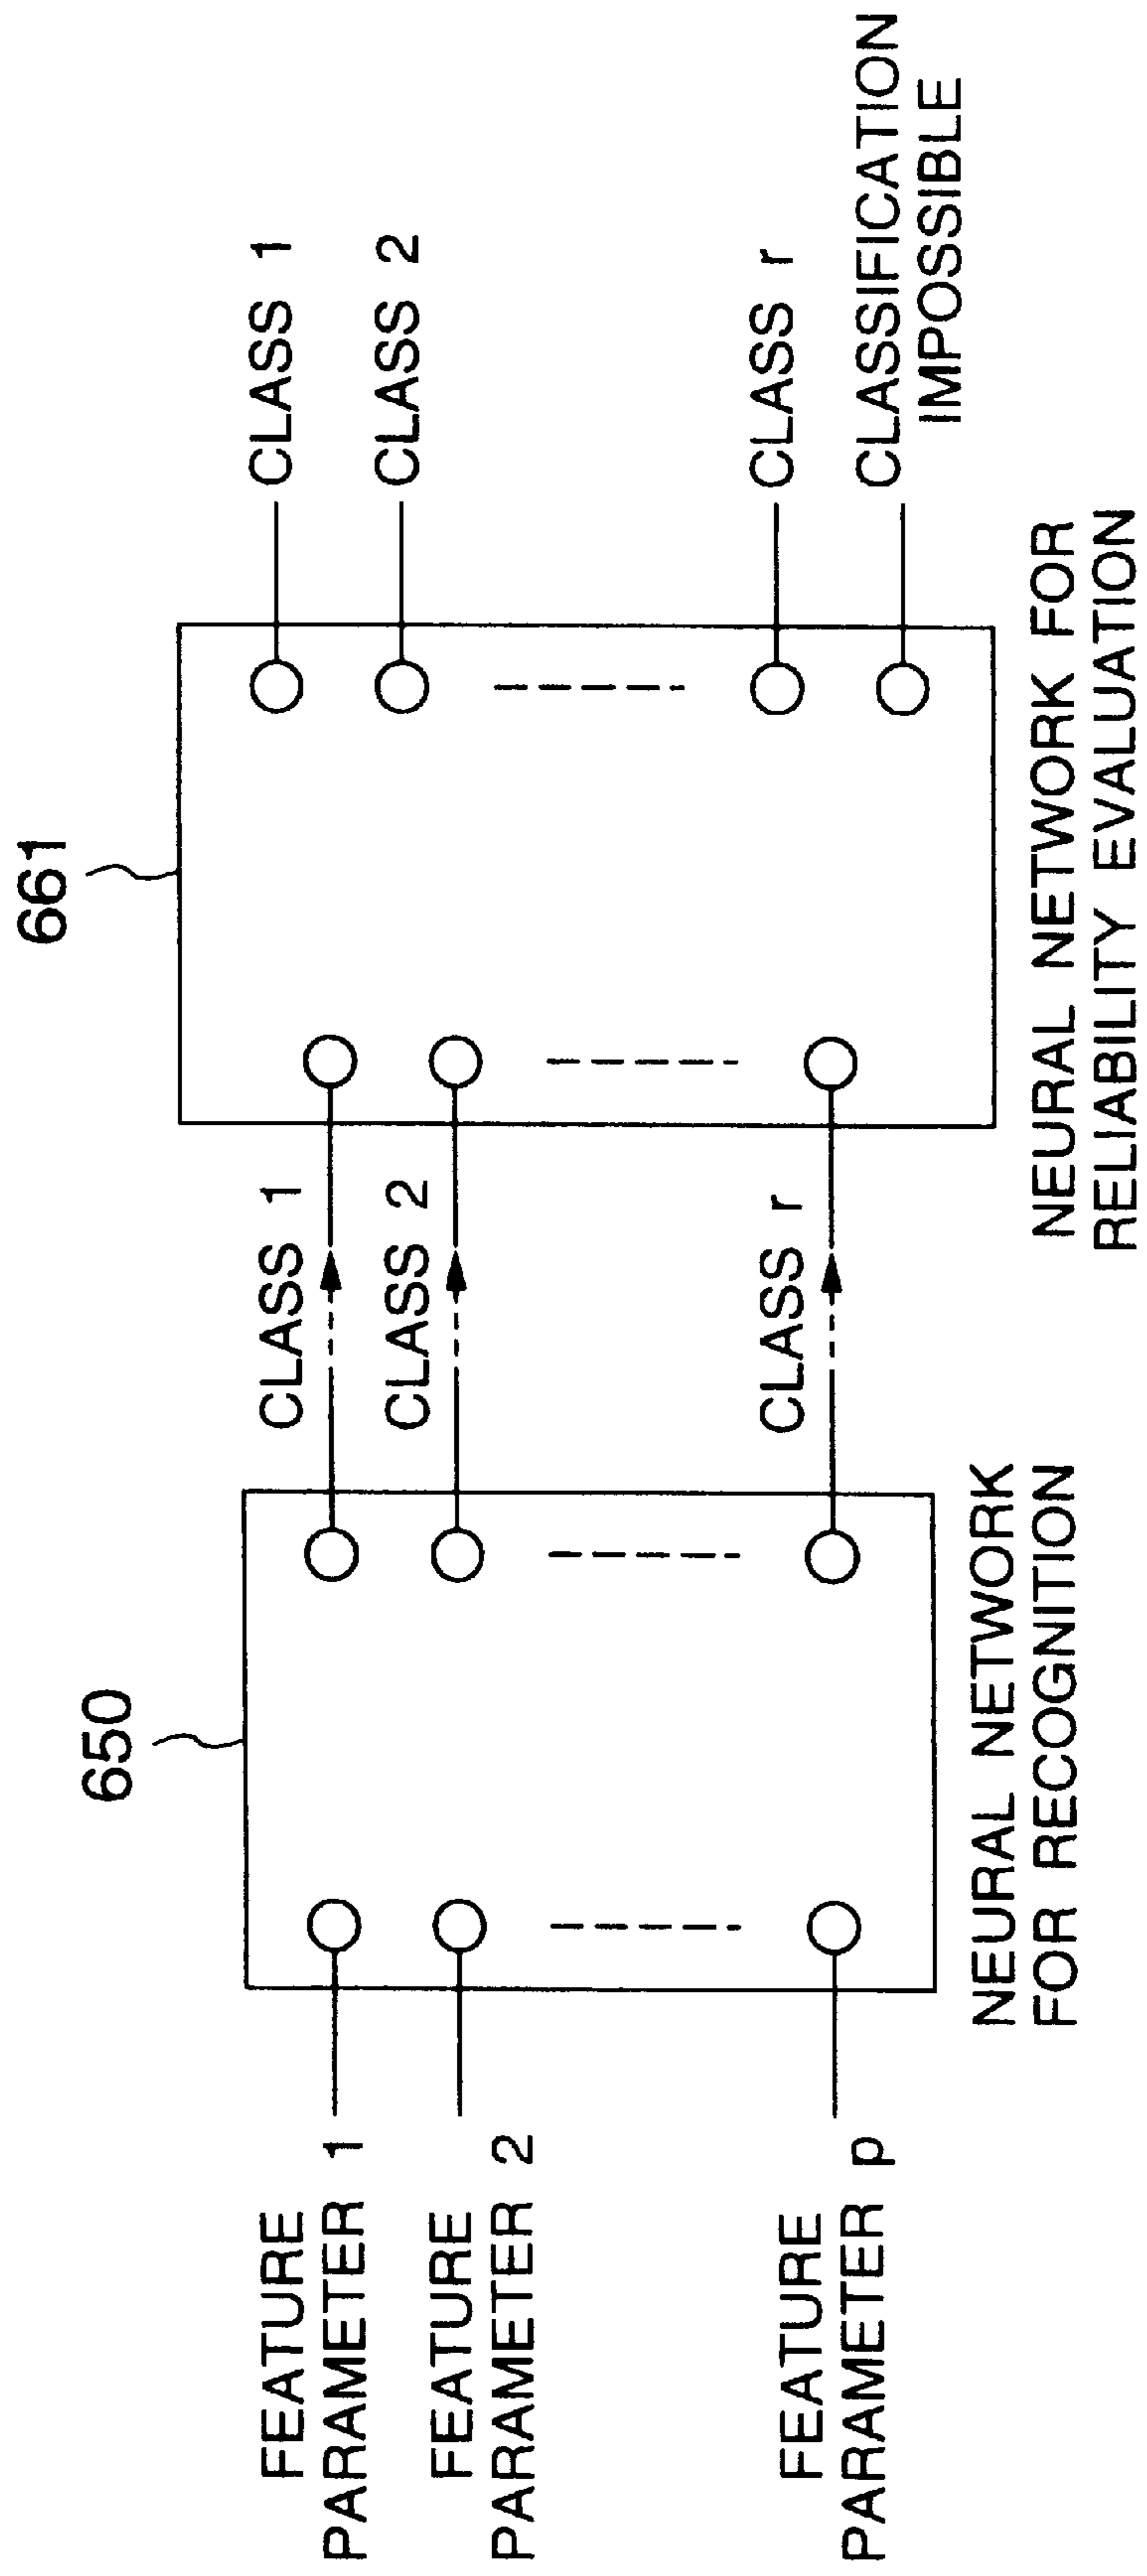 FEATURE
PARAMETER 1
FEATURE
PARAMETER 2
FEATURE
PARAMETER p
650
NEURAL NETWORK
FOR RECOGNITION
CLASS 1
CLASS 2
CLASS r
661
NEURAL NETWORK FOR
RELIABILITY EVALUATION
CLASS 1
CLASS 2
CLASS r
CLASSIFICATION
IMPOSSIBLE